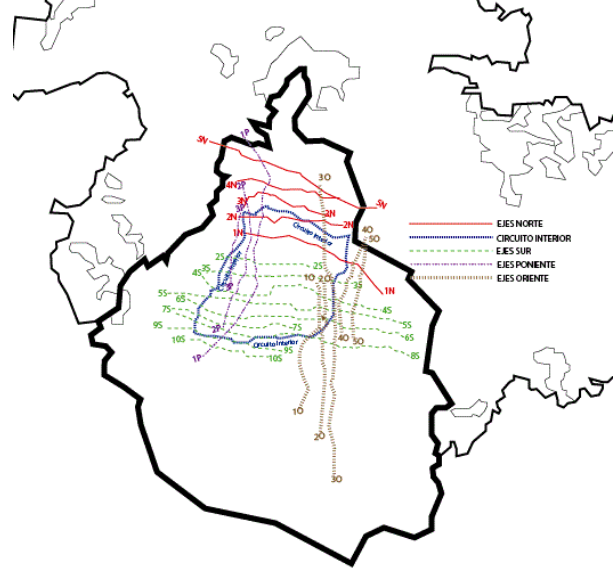 1P
5N
3O
4N
2P
3N
3P
5N
2N
2N
2N
Circuito Interior
1N
4O
5O
2S
2S
3S
4S
1O
2O
3S
1N
5S
4S
6S
5S
7S
7S
6S
9S
2P
4O
5O
10S
Circuito Interior
9S
8S
10S
1P
1O
2O
3O
EJES NORTE
CIRCUITO INTERIOR
EJES SUR
EJES PONIENTE
EJES ORIENTE